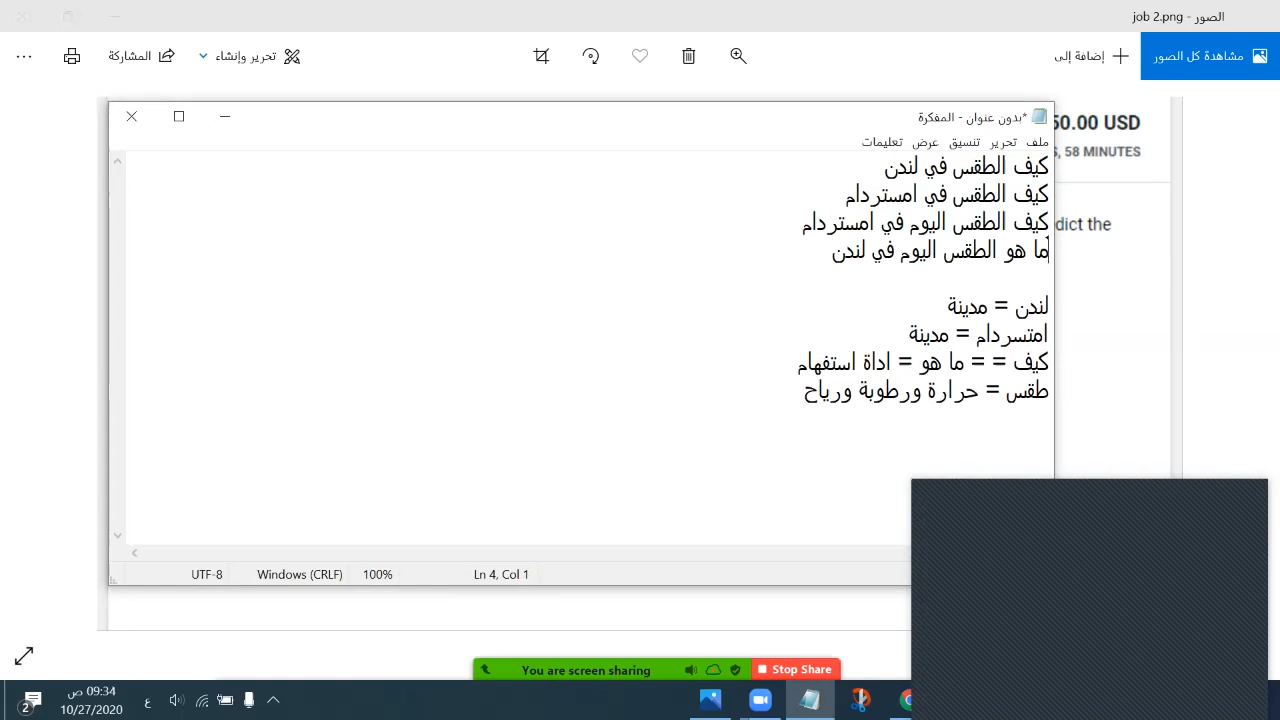 الصور - job 2.png
مشاهدة كل الصور
إضافة إلى
تحرير وإنشاء
المشاركة
*بدون عنوان - المفكرة
ملف تحرير تنسيق عرض تعليمات
كيف الطقس في لندن
كيف الطقس في امستردام
كيف الطقس اليوم في امستردام
ما هو الطقس اليوم في لندن
لندن = مدينة
امتسردام = مدينة
كيف = = ما هو = اداة استفهام
طقس = حرارة ورطوبة ورياح
50.00 USD
, 58 MINUTES
dict the
UTF-8 Windows (CRLF) 100% Ln 4, Col 1
You are screen sharing Stop Share
09:34 ص
10/27/2020
ع
2